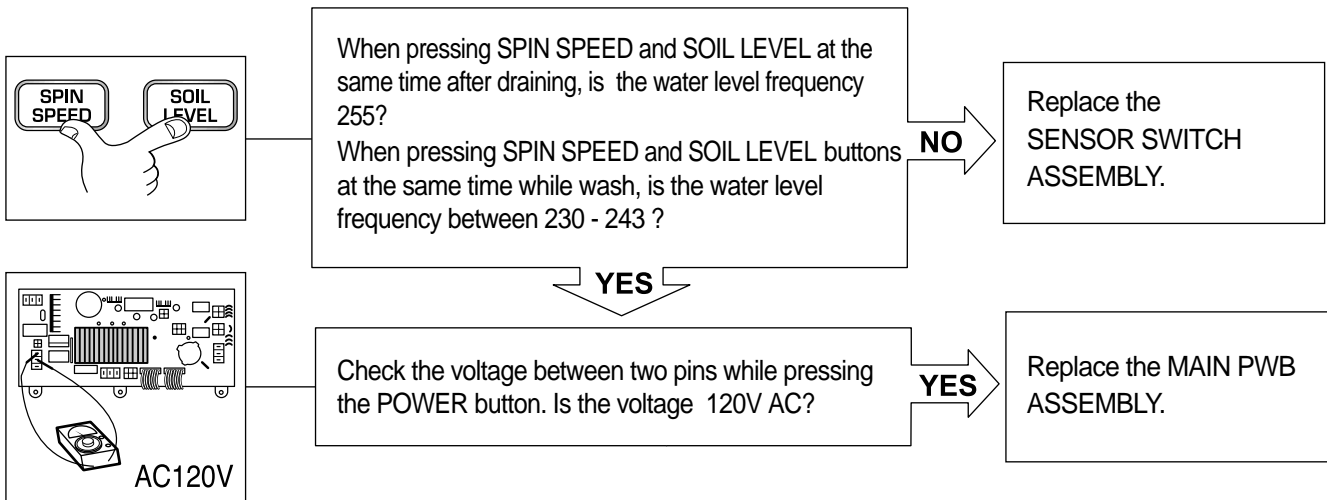 SPIN
SPEED
SOIL
LEVEL
When pressing SPIN SPEED and SOIL LEVEL at the
same time after draining, is the water level frequency
255?
When pressing SPIN SPEED and SOIL LEVEL buttons
at the same time while wash, is the water level
frequency between 230 - 243 ?
NO
Replace the
SENSOR SWITCH
ASSEMBLY.
YES
AC120V
Check the voltage between two pins while pressing
the POWER button. Is the voltage 120V AC?
YES
Replace the MAIN PWB
ASSEMBLY.